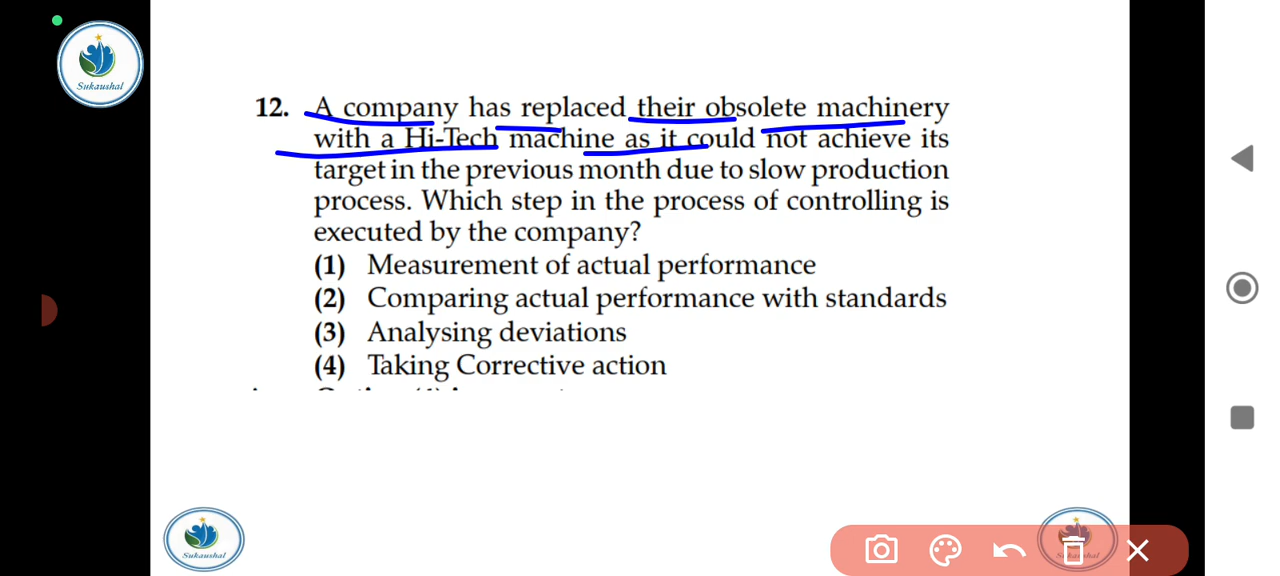 Sukaushal
12. A company has replaced their obsolete machinery
with a Hi-Tech machine as it could not achieve its
target in the previous month due to slow production
process. Which step in the process of controlling is
executed by the company?
(1) Measurement of actual performance
(2) Comparing actual performance with standards
(3) Analysing deviations
(4) Taking Corrective action
Sukaushal